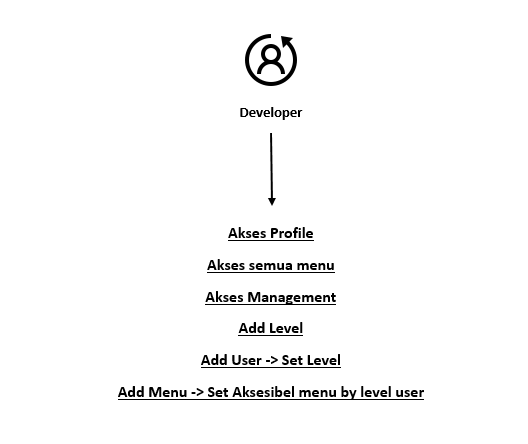 Developer
Akses Profile
Akses semua menu
Akses Management
Add Level
Add User -> Set Level
Add Menu -> Set Aksesibel menu by level user